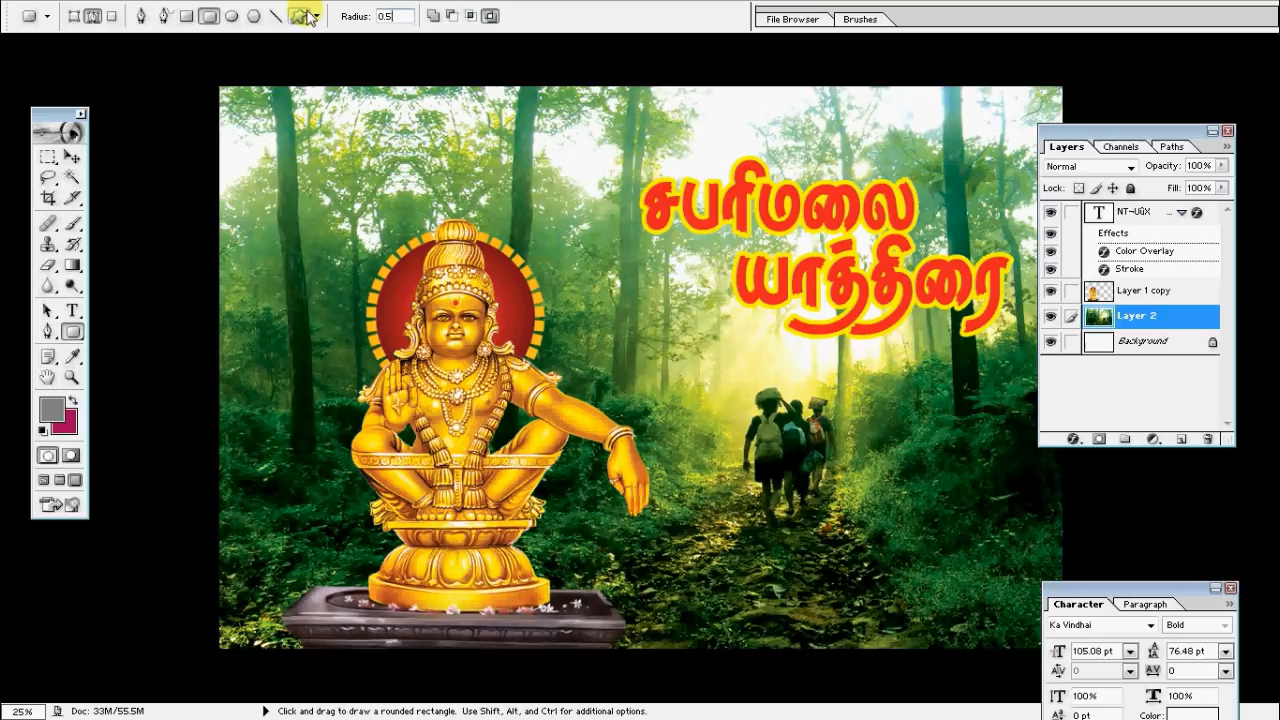 Radius: 0.5
File Browser
Brushes
சபரிமலை
யாத்திரை
Layers Channels Paths
Normal Opacity: 100%
Lock: Fill: 100%
T NT-UûX ...
Effects
Color Overlay
Stroke
Layer 1 copy
Layer 2
Background
Character Paragraph
Ka Vindhai Bold
105.08 pt 76.48 pt
0 0
100% 100%
0 pt Color:
25% Doc: 33M/55.5M Click and drag to draw a rounded rectangle. Use Shift, Alt, and Ctrl for additional options.